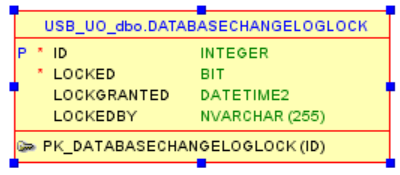 USB_UO_dbo.DATABASECHANGELOGLOCK
P * ID INTEGER
* LOCKED BIT
LOCKGRANTED DATETIME2
LOCKEDBY NVARCHAR (255)
PK_DATABASECHANGELOGLOCK (ID)